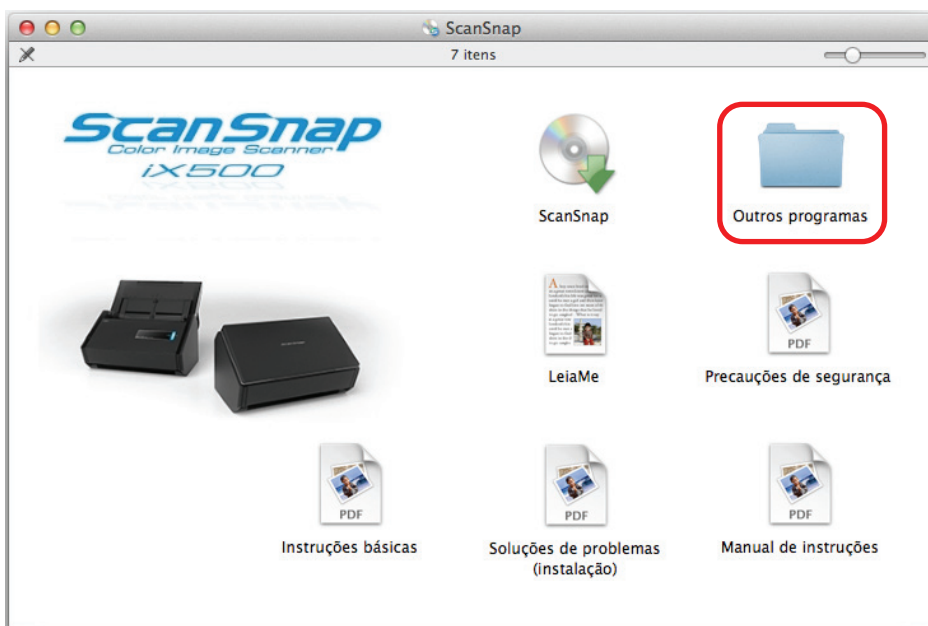 ScanSnap
7 itens
ScanSnap
Color Image Scanner
iX500
ScanSnap
Outros programas
LeiaMe
PDF
Precauções de segurança
PDF
PDF
PDF
Instruções básicas
Soluções de problemas
(instalação)
Manual de instruções